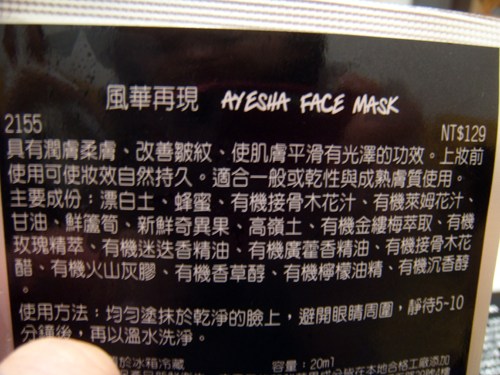 風華再現 AYESHA FACE MASK
2155 NT$129
具有潤膚柔膚、改善皺紋、使肌膚平滑有光澤的功效。上妝前
使用可使妝效自然持久。適合一般或乾性與成熟膚質使用。
主要成份：漂白土、蜂蜜、有機接骨木花汁、有機萊姆花汁、
甘油、鮮蘆筍、新鮮奇異果、高嶺土、有機金縷梅萃取、有機
玫瑰精萃、有機迷迭香精油、有機廣藿香精油、有機接骨木花
醋、有機火山灰膠、有機香草醇、有機檸檬油精、有機沉香醇
。
使用方法：均勻塗抹於乾淨的臉上，避開眼睛周圍，靜待5-10
分鐘後，再以溫水洗淨。
於冰箱冷藏 容量：20ml